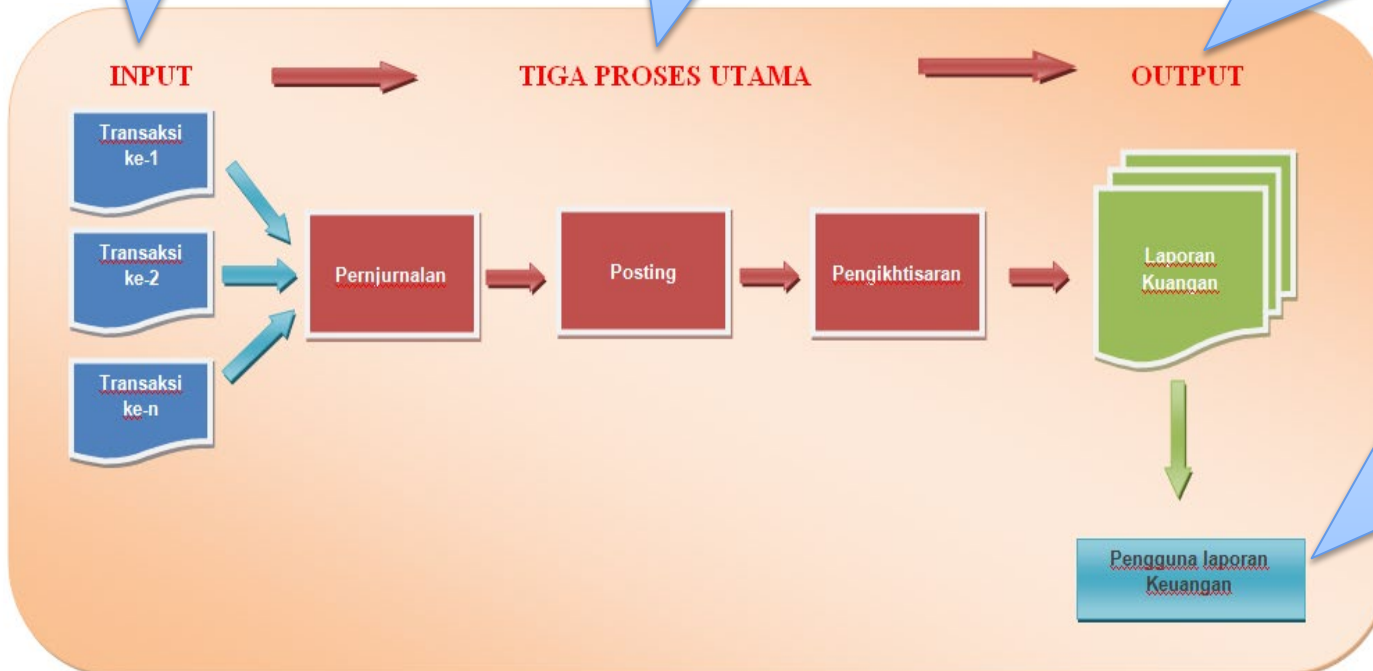 INPUT
TIGA PROSES UTAMA
OUTPUT
Transaksi
ke-1
Transaksi
ke-2
Transaksi
ke-n
Pernjurnalan
Posting
Pengikhtisaran
Laporan
Kuangan
Pengguna laporan
Keuangan